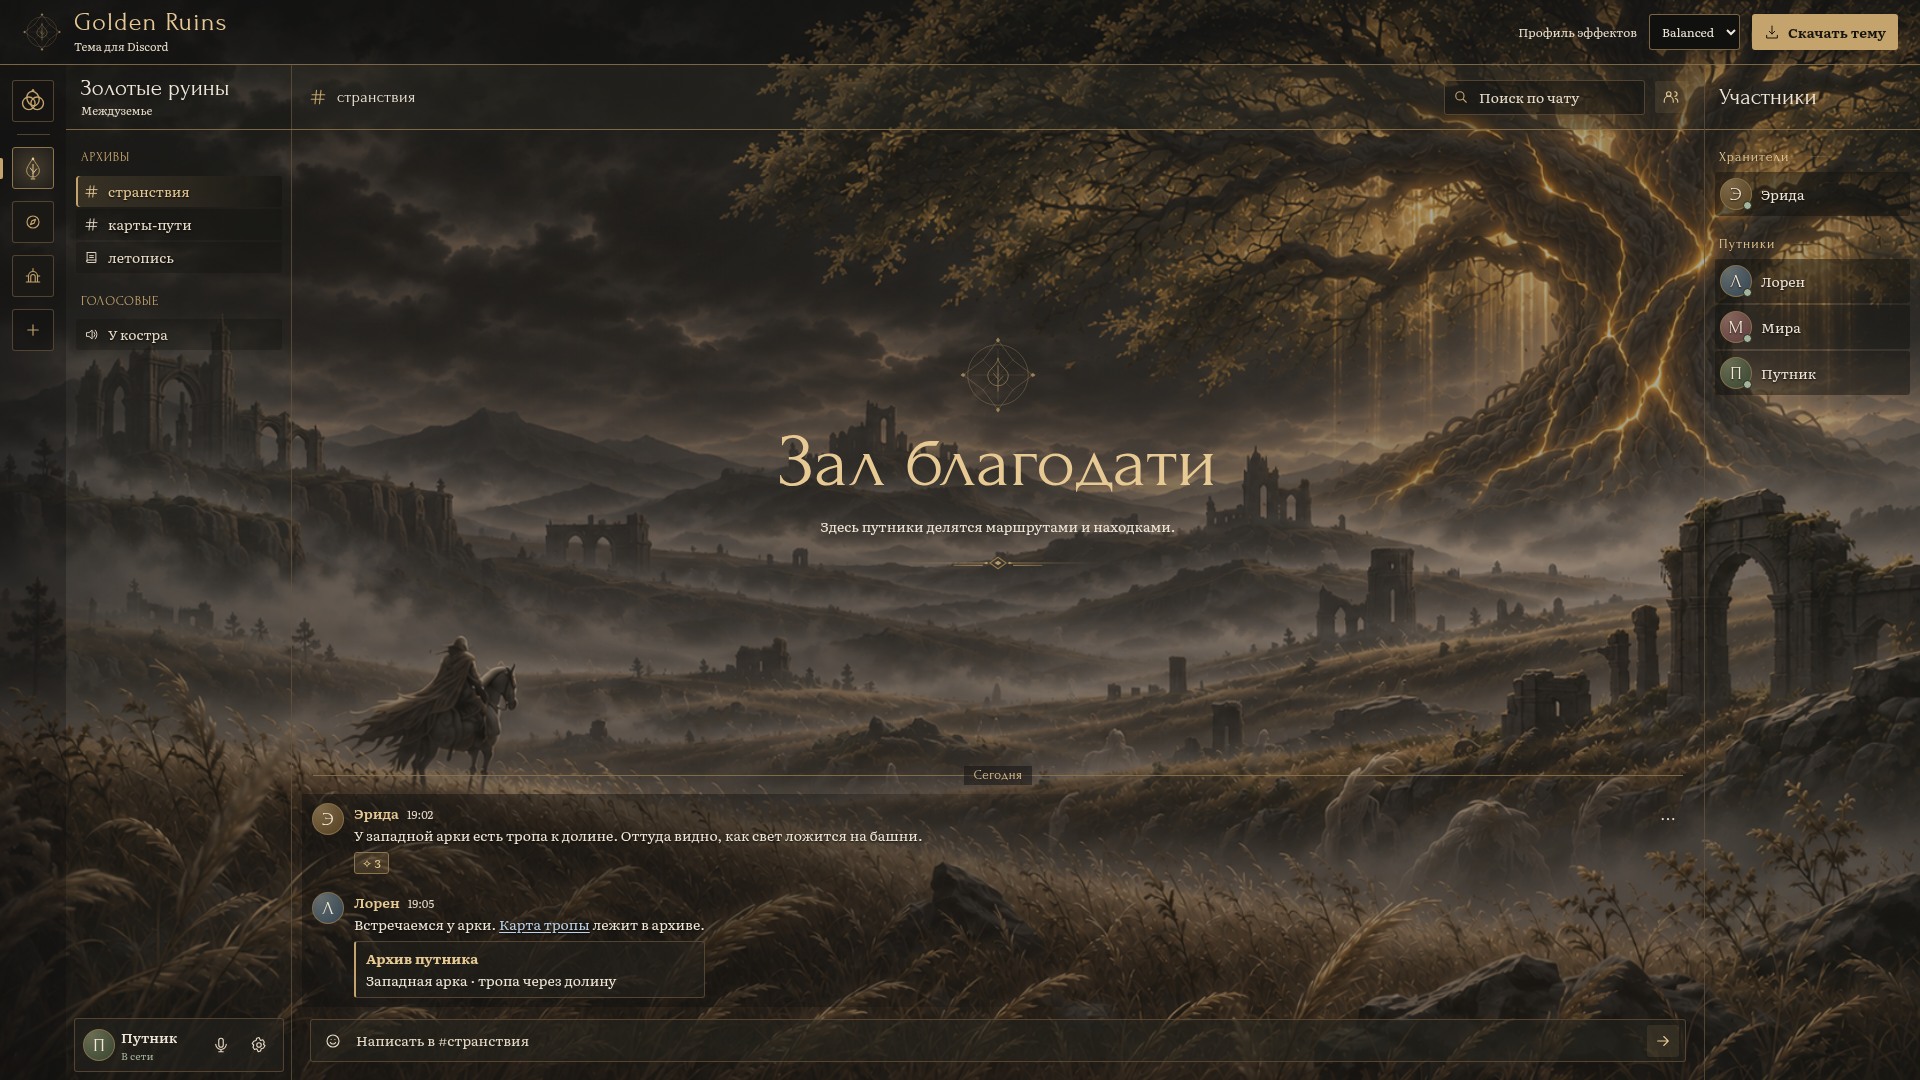 Golden Ruins
Тема для Discord
Профиль эффектов
Balanced
Скачать тему
Золотые руины
Междуземье
# странствия
Поиск по чату
Участники
АРХИВЫ
# странствия
# карты-пути
летопись
ГОЛОСОВЫЕ
У костра
Хранители
Э Эрида
Путники
Л Лорен
М Мира
П Путник
Зал благодати
Здесь путники делятся маршрутами и находками.
Сегодня
Э
Эрида 19:02
У западной арки есть тропа к долине. Оттуда видно, как свет ложится на башни.
✧ 3
Л
Лорен 19:05
Встречаемся у арки. Карта тропы лежит в архиве.
Архив путника
Западная арка · тропа через долину
П
Путник
В сети
Написать в #странствия